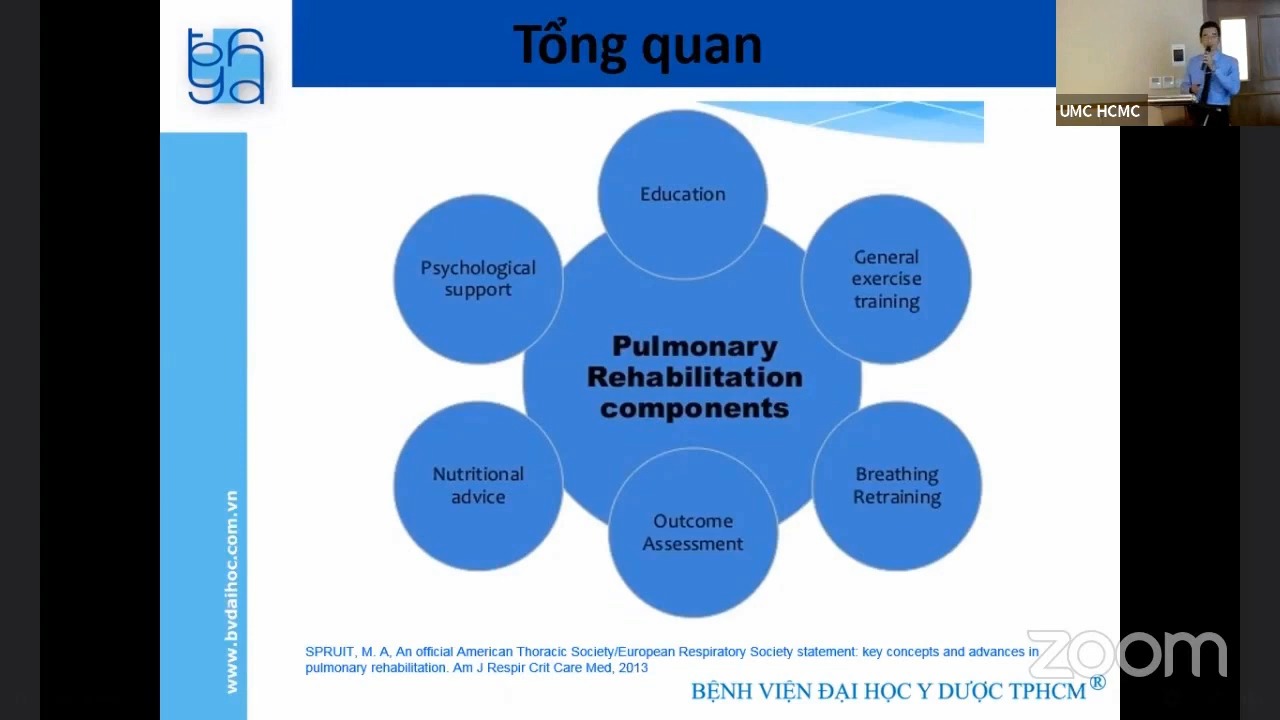 Tổng quan
UMC HCMC
Education
Psychological
support
General
exercise
training
Pulmonary
Rehabilitation
components
Nutritional
advice
Breathing
Retraining
Outcome
Assessment
www.bvdaihoc.com.vn
SPRUIT, M. A, An official American Thoracic Society/European Respiratory Society statement: key concepts and advances in
pulmonary rehabilitation. Am J Respir Crit Care Med, 2013
zoom
BỆNH VIỆN ĐẠI HỌC Y DƯỢC TPHCM®